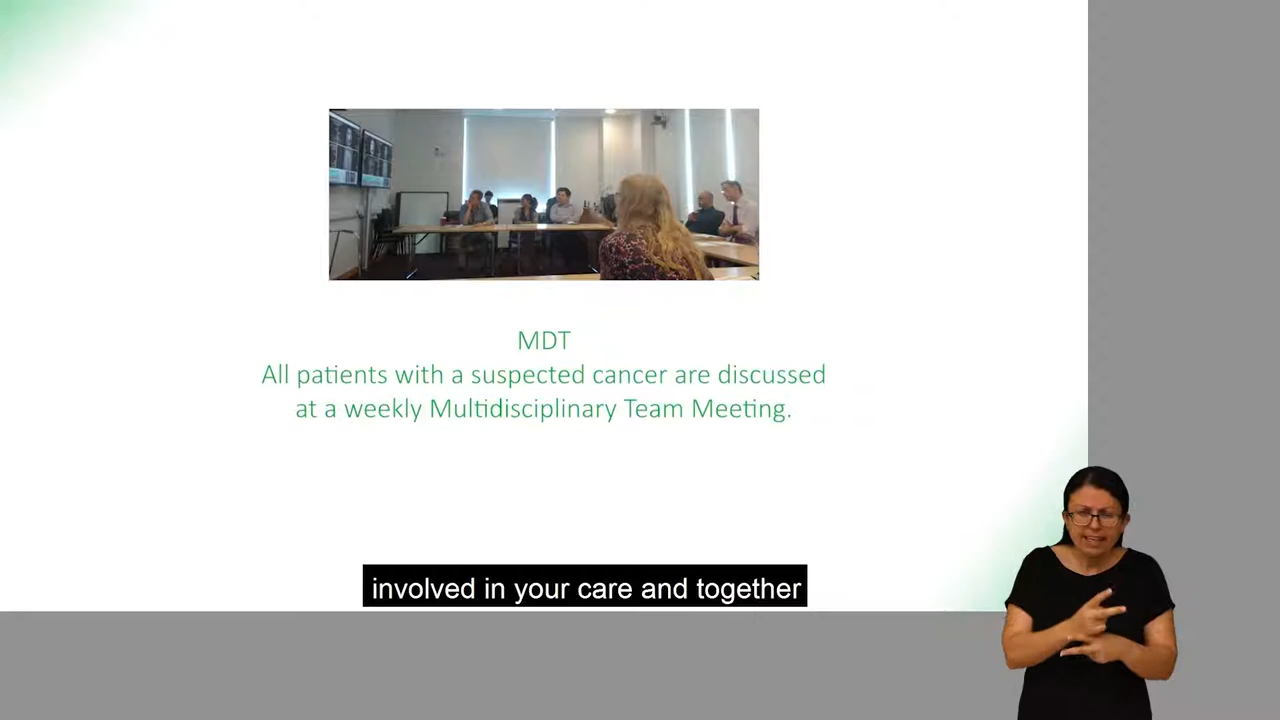 MDT
All patients with a suspected cancer are discussed
at a weekly Multidisciplinary Team Meeting.
involved in your care and together